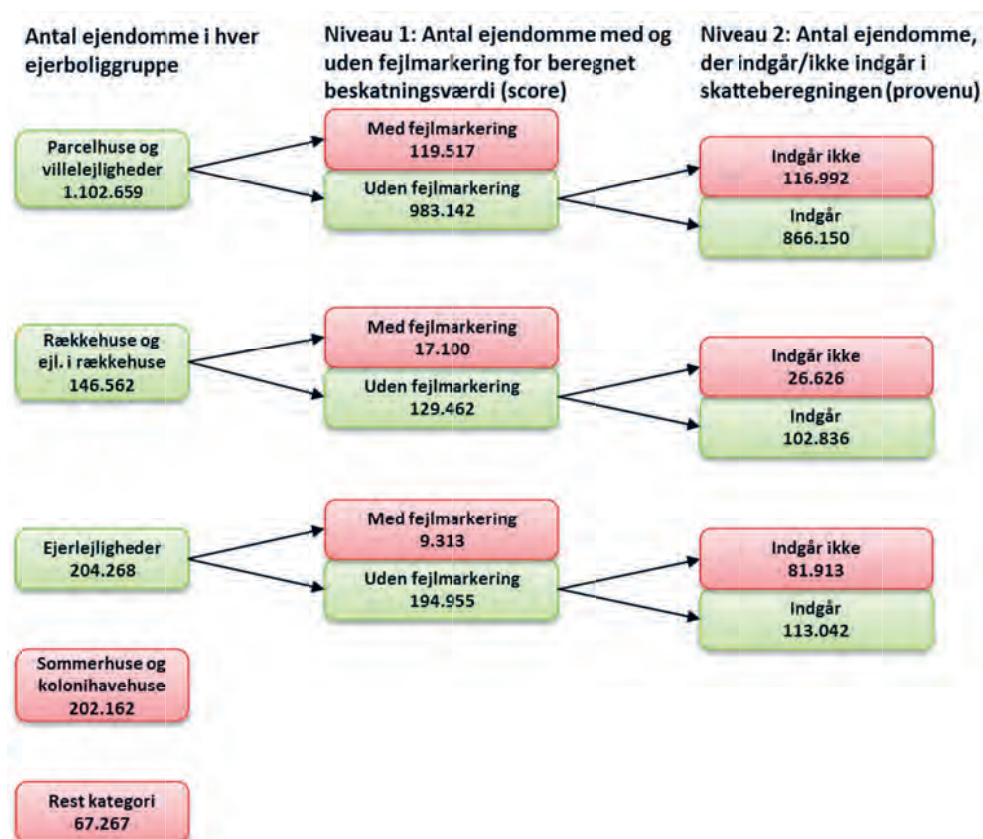 Antal ejendomme i hver
ejerboliggruppe
Niveau 1: Antal ejendomme med og
uden fejlmarkering for beregnet
beskatningsværdi (score)
Niveau 2: Antal ejendomme,
der indgår/ikke indgår i
skatteberegningen (provenu)
Parcelhuse og
villelejligheder
1.102.659
Med fejlmarkering
119.517
Uden fejlmarkering
983.142
Indgår ikke
116.992
Indgår
866.150
Rækkehuse og
ejl. i rækkehuse
146.562
Med fejlmarkering
17.100
Uden fejlmarkering
129.462
Indgår ikke
26.626
Indgår
102.836
Ejerlejligheder
204.268
Med fejlmarkering
9.313
Uden fejlmarkering
194.955
Indgår ikke
81.913
Indgår
113.042
Sommerhuse og
kolonihavehuse
202.162
Rest kategori
67.267